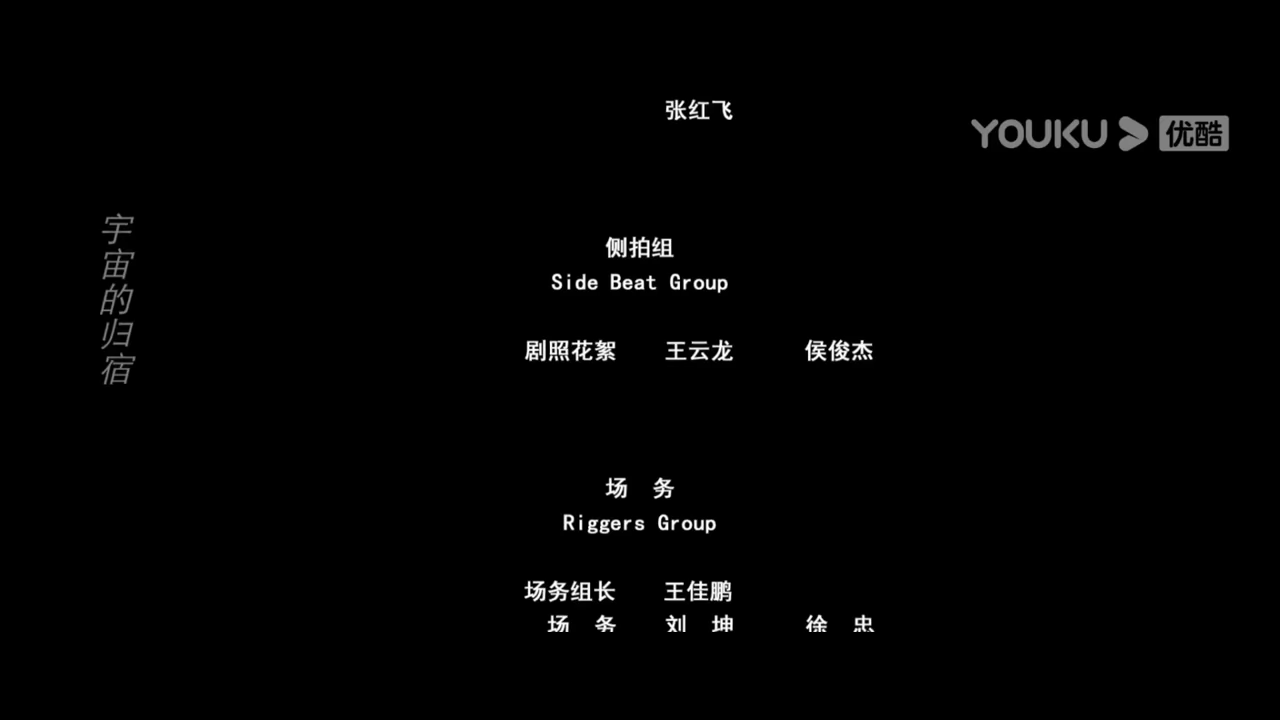 张红飞
YOUKU 优酷
宇宙的归宿
侧拍组
Side Beat Group
剧照花絮 王云龙 侯俊杰
场 务
Riggers Group
场务组长 王佳鹏
场 务 刘 坤 徐 忠